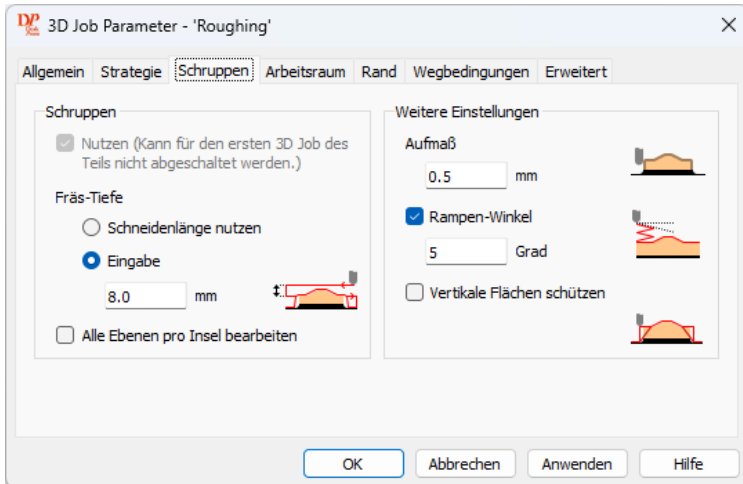 3D Job Parameter - 'Roughing'
Allgemein Strategie Schruppen Arbeitsraum Rand Wegbedingungen Erweitert
Schruppen
Nutzen (Kann für den ersten 3D Job des
Teils nicht abgeschaltet werden.)
Fräs-Tiefe
Schneidenlänge nutzen
Eingabe
8.0 mm
Alle Ebenen pro Insel bearbeiten
Weitere Einstellungen
Aufmaß
0.5 mm
Rampen-Winkel
5 Grad
Vertikale Flächen schützen
OK Abbrechen Anwenden Hilfe